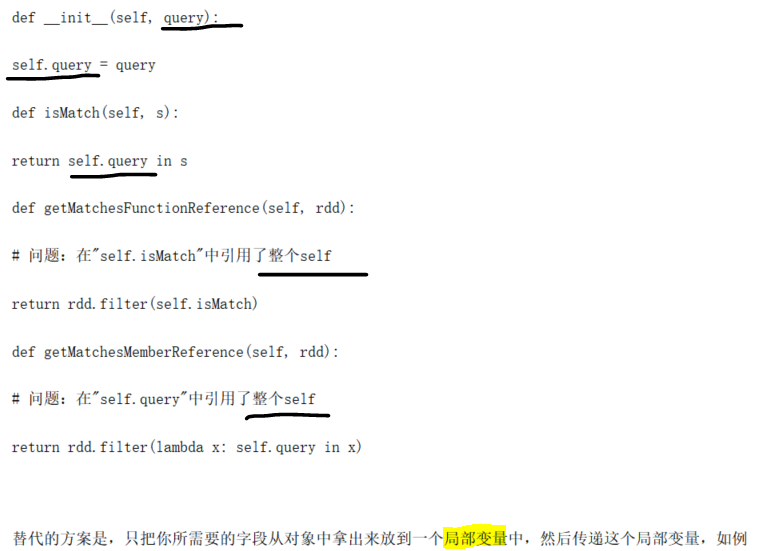 def __init__(self, query):
self.query = query
def isMatch(self, s):
return self.query in s
def getMatchesFunctionReference(self, rdd):
# 问题：在"self.isMatch"中引用了整个self
return rdd.filter(self.isMatch)
def getMatchesMemberReference(self, rdd):
# 问题：在"self.query"中引用了整个self
return rdd.filter(lambda x: self.query in x)
替代的方案是，只把你所需要的字段从对象中拿出来放到一个局部变量中，然后传递这个局部变量，如例